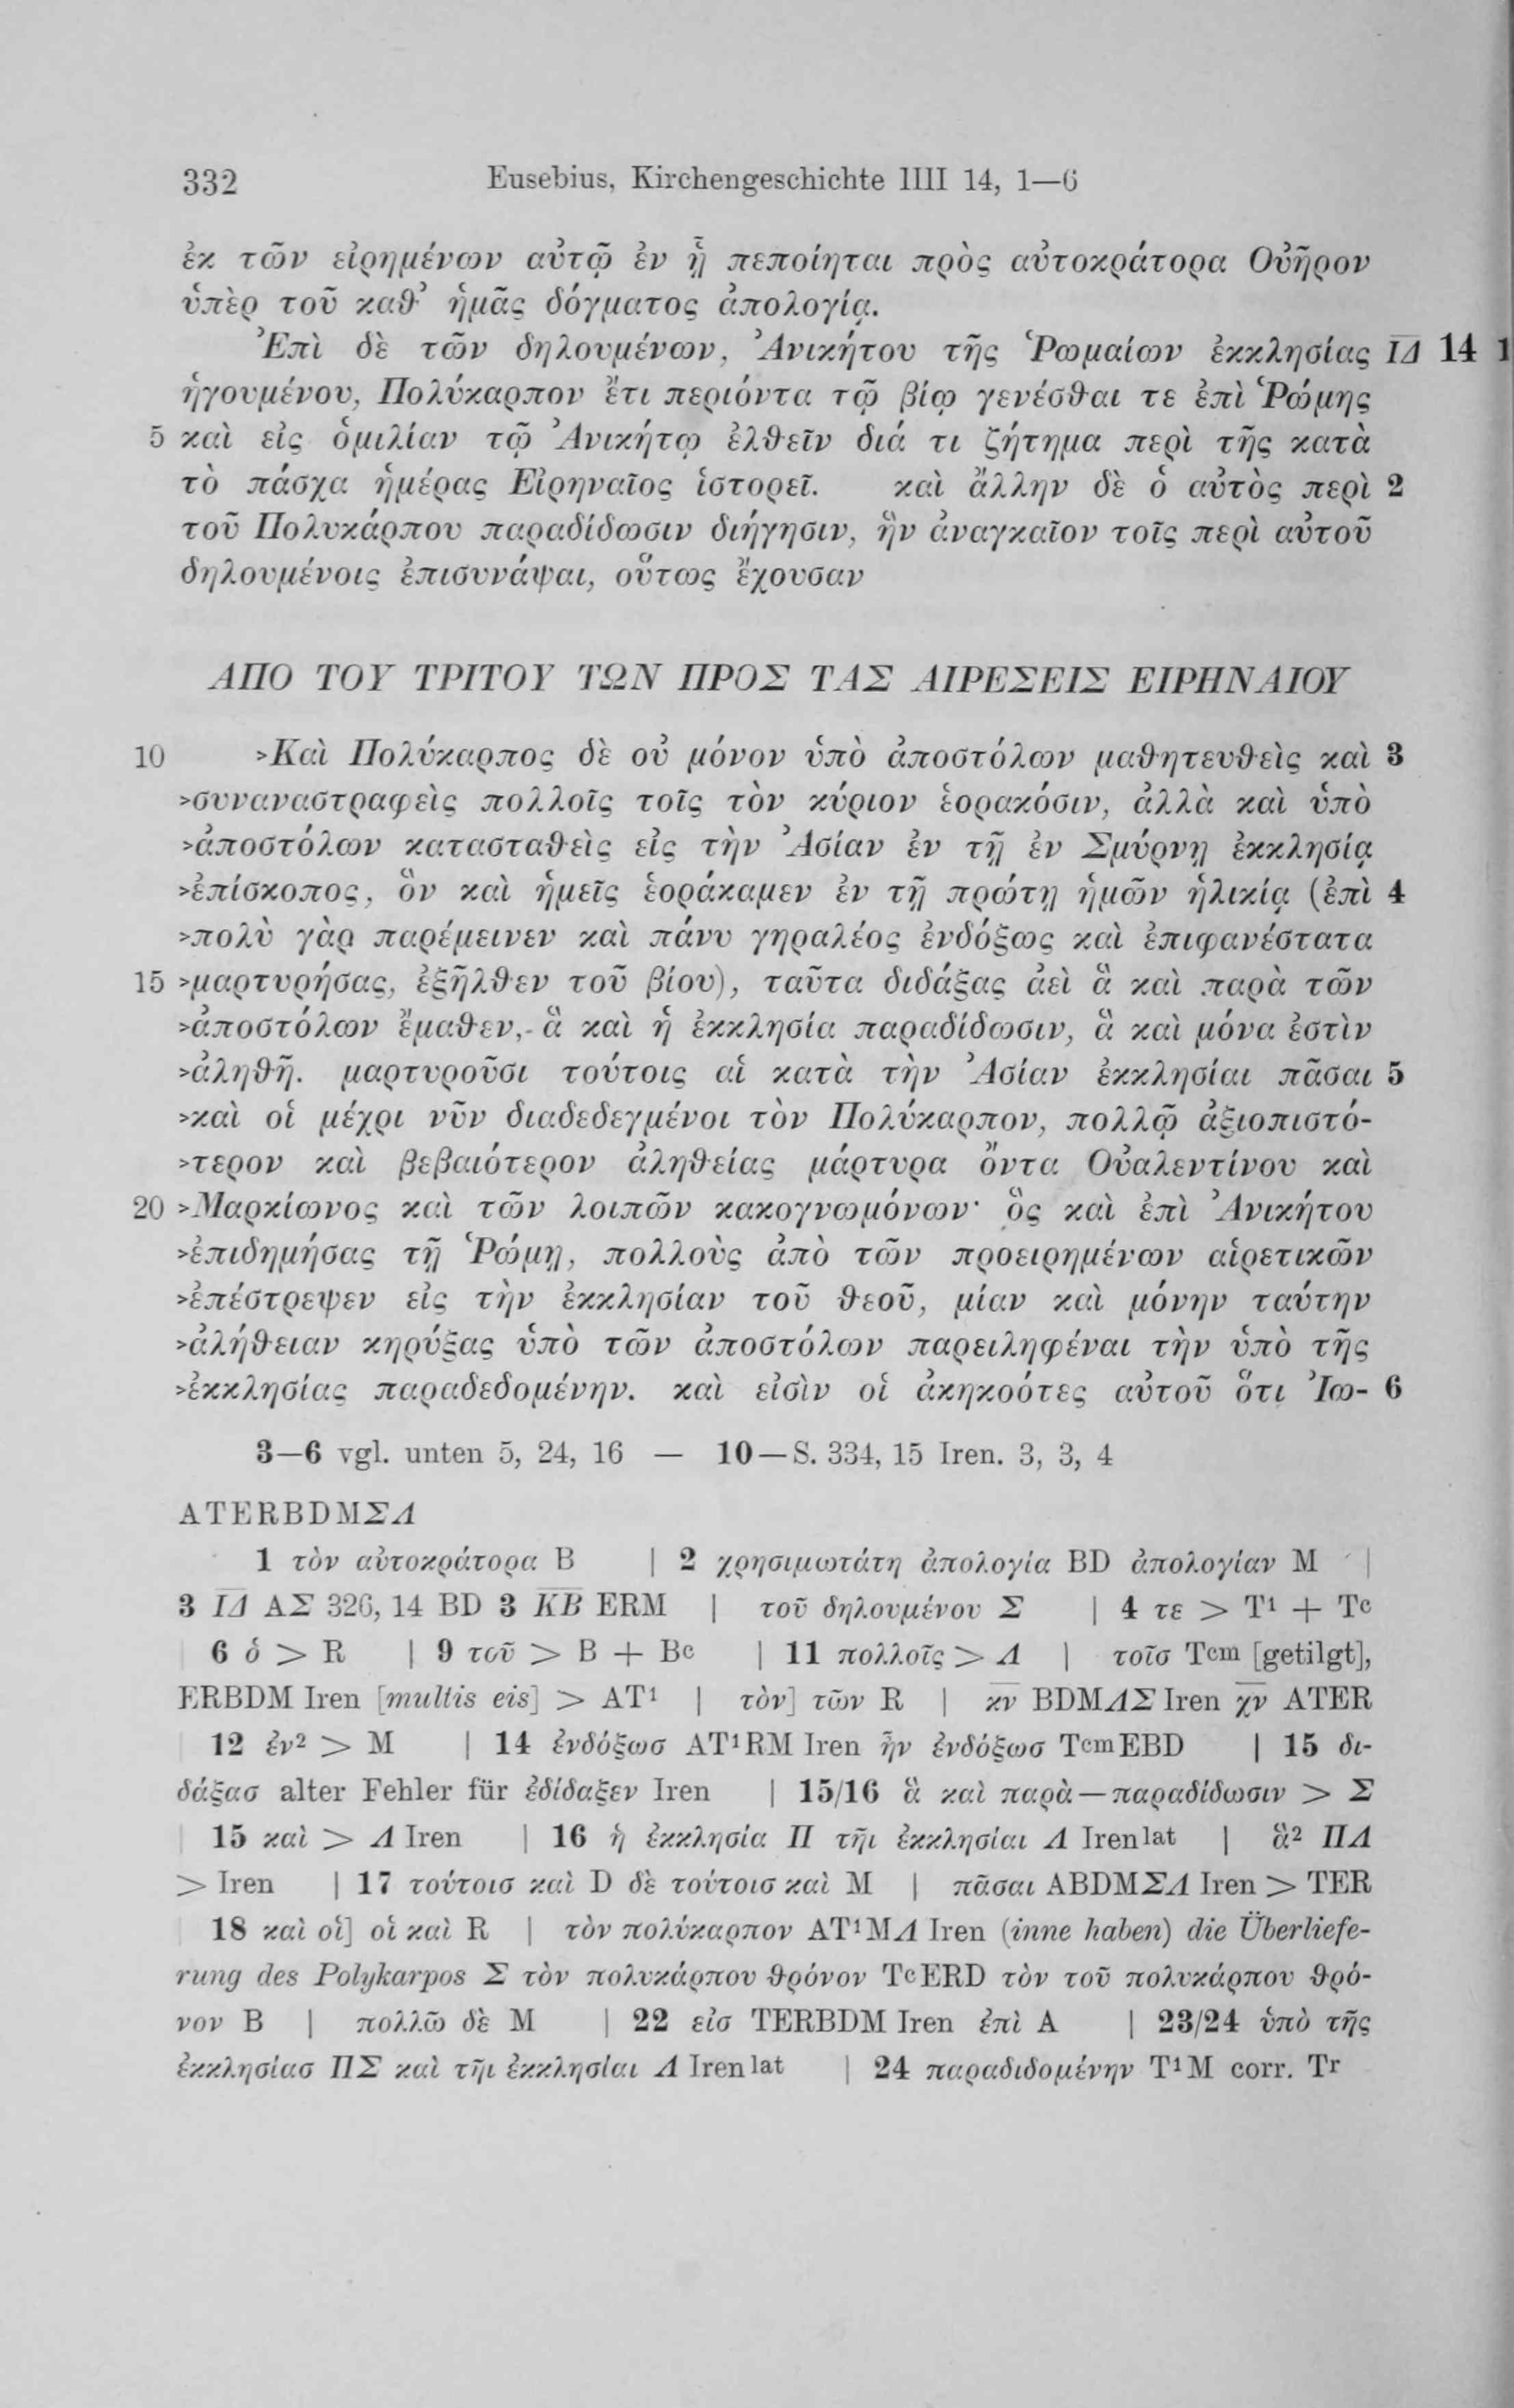 332 Eusebius, Kirchengeschichte IIII 14, 1—6
ἐκ τῶν εἰρημένων αὐτῷ ἐν ᾗ πεποίηται πρὸς αὐτοκράτορα Οὐῆρον
ὑπὲρ τοῦ καθ’ ἡμᾶς δόγματος ἀπολογίᾳ.
Ἐπὶ δὲ τῶν δηλουμένων, Ἀνικήτου τῆς Ῥωμαίων ἐκκλησίας ΙΔ 14 1
ἡγουμένου, Πολύκαρπον ἔτι περιόντα τῷ βίῳ γενέσθαι τε ἐπὶ Ῥώμης
5 καὶ εἰς ὁμιλίαν τῷ Ἀνικήτῳ ἐλθεῖν διά τι ζήτημα περὶ τῆς κατὰ
τὸ πάσχα ἡμέρας Εἰρηναῖος ἱστορεῖ. καὶ ἄλλην δὲ ὁ αὐτὸς περὶ 2
τοῦ Πολυκάρπου παραδίδωσιν διήγησιν, ἣν ἀναγκαῖον τοῖς περὶ αὐτοῦ
δηλουμένοις ἐπισυνάψαι, οὕτως ἔχουσαν
ΑΠΟ ΤΟΥ ΤΡΙΤΟΥ ΤΩΝ ΠΡΟΣ ΤΑΣ ΑΙΡΕΣΕΙΣ ΕΙΡΗΝΑΙΟΥ
10 >Καὶ Πολύκαρπος δὲ οὐ μόνον ὑπὸ ἀποστόλων μαθητευθεὶς καὶ 3
>συναναστραφεὶς πολλοῖς τοῖς τὸν κύριον ἑορακόσιν, ἀλλὰ καὶ ὑπὸ
>ἀποστόλων κατασταθεὶς εἰς τὴν Ἀσίαν ἐν τῇ ἐν Σμύρνῃ ἐκκλησίᾳ
>ἐπίσκοπος, ὃν καὶ ἡμεῖς ἑοράκαμεν ἐν τῇ πρώτῃ ἡμῶν ἡλικίᾳ (ἐπὶ 4
>πολὺ γὰρ παρέμεινεν καὶ πάνυ γηραλέος ἐνδόξως καὶ ἐπιφανέστατα
15 >μαρτυρήσας, ἐξῆλθεν τοῦ βίου), ταῦτα διδάξας ἀεὶ ἃ καὶ παρὰ τῶν
>ἀποστόλων ἔμαθεν, ἃ καὶ ἡ ἐκκλησία παραδίδωσιν, ἃ καὶ μόνα ἐστὶν
>ἀληθῆ. μαρτυροῦσι τούτοις αἱ κατὰ τὴν Ἀσίαν ἐκκλησίαι πᾶσαι 5
>καὶ οἱ μέχρι νῦν διαδεδεγμένοι τὸν Πολύκαρπον, πολλῷ ἀξιοπιστό-
>τερον καὶ βεβαιότερον ἀληθείας μάρτυρα ὄντα Οὐαλεντίνου καὶ
20 >Μαρκίωνος καὶ τῶν λοιπῶν κακογνωμόνων· ὃς καὶ ἐπὶ Ἀνικήτου
>ἐπιδημήσας τῇ Ῥώμῃ, πολλοὺς ἀπὸ τῶν προειρημένων αἱρετικῶν
>ἐπέστρεψεν εἰς τὴν ἐκκλησίαν τοῦ θεοῦ, μίαν καὶ μόνην ταύτην
>ἀλήθειαν κηρύξας ὑπὸ τῶν ἀποστόλων παρειληφέναι τὴν ὑπὸ τῆς
>ἐκκλησίας παραδεδομένην. καὶ εἰσὶν οἱ ἀκηκοότες αὐτοῦ ὅτι Ἰω- 6
3—6 vgl. unten 5, 24, 16 — 10—S. 334, 15 Iren. 3, 3, 4
ATERBDMΣΛ
1 τὸν αὐτοκράτορα B | 2 χρησιμωτάτη ἀπολογία BD ἀπολογίαν M |
3 ΙΔ ΑΣ 326, 14 BD 3 ΚΒ ERM | τοῦ δηλουμένου Σ | 4 τε > T¹ + Tᶜ
6 ὁ > R | 9 τοῦ > B + Bᶜ | 11 πολλοῖς > Λ | τοῖσ Tᶜᵐ [getilgt],
ERBDM Iren [multis eis] > AT¹ | τὸν] τῶν R | κν BDMΛΣ Iren χν ATER
12 ἐν² > M | 14 ἐνδόξωσ AT¹RM Iren ἦν ἐνδόξωσ TᶜᵐEBD | 15 δι-
δάξασ alter Fehler für ἐδίδαξεν Iren | 15/16 ἃ καὶ παρὰ—παραδίδωσιν > Σ
15 καὶ > Λ Iren | 16 ἡ ἐκκλησία Π τῆι ἐκκλησίαι Λ Irenlat | ἃ² ΠΛ
> Iren | 17 τούτοισ καὶ D δὲ τούτοισ καὶ M | πᾶσαι ABDMΣΛ Iren > TER
18 καὶ οἱ] οἱ καὶ R | τὸν πολύκαρπον AT¹MΛ Iren (inne haben) die Überliefe-
rung des Polykarpos Σ τὸν πολυκάρπου θρόνον TᶜERD τὸν τοῦ πολυκάρπου θρό-
νον B | πολλῶ δὲ M | 22 εἰσ TERBDM Iren ἐπὶ A | 23/24 ὑπὸ τῆς
ἐκκλησίασ ΠΣ καὶ τῆι ἐκκλησίαι Λ Irenlat | 24 παραδιδομένην T¹M corr. Tʳ